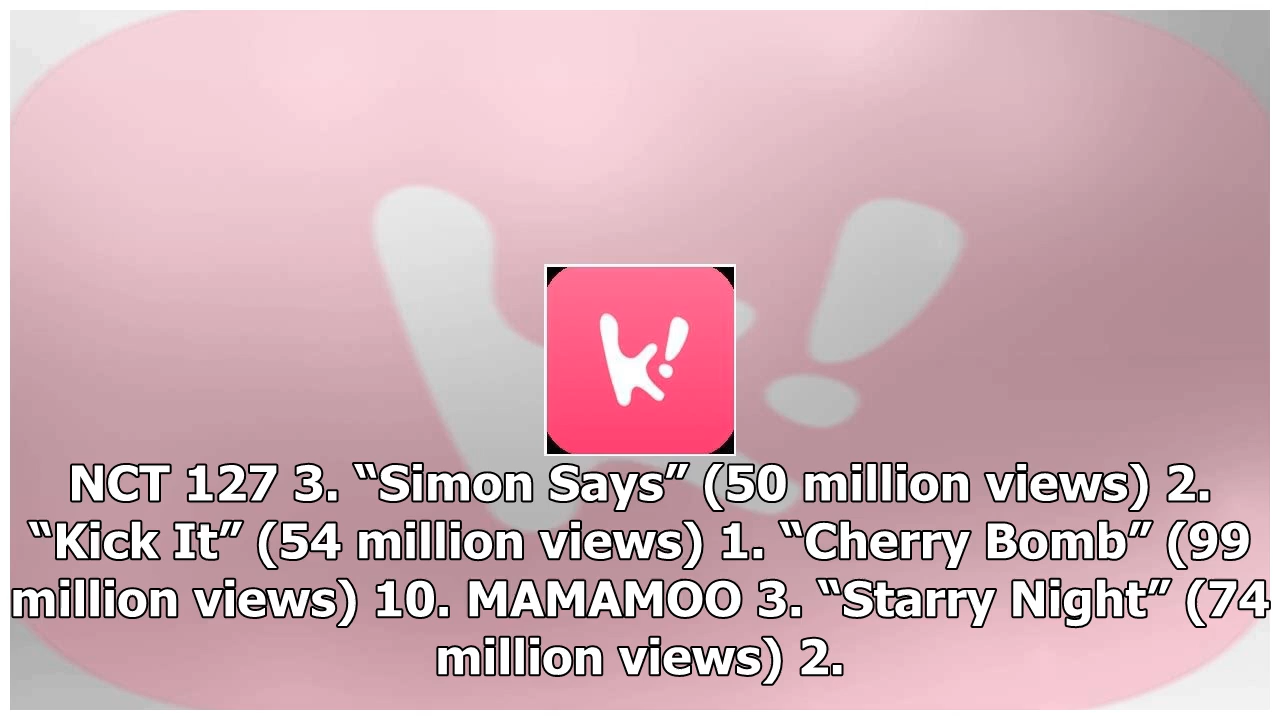 k!
NCT 127 3. “Simon Says” (50 million views) 2.
“Kick It” (54 million views) 1. “Cherry Bomb” (99
million views) 10. MAMAMOO 3. “Starry Night” (74
million views) 2.